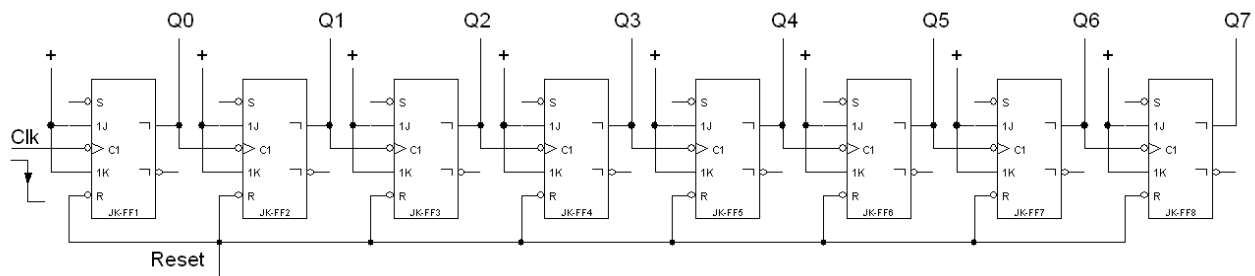 Q0 Q1 Q2 Q3 Q4 Q5 Q6 Q7
+ + + + + + + +
S S S S S S S S
1J 1J 1J 1J 1J 1J 1J 1J
Clk
C1 C1 C1 C1 C1 C1 C1 C1
1K 1K 1K 1K 1K 1K 1K 1K
R R R R R R R R
JK-FF1 JK-FF2 JK-FF3 JK-FF4 JK-FF5 JK-FF6 JK-FF7 JK-FF8
Reset